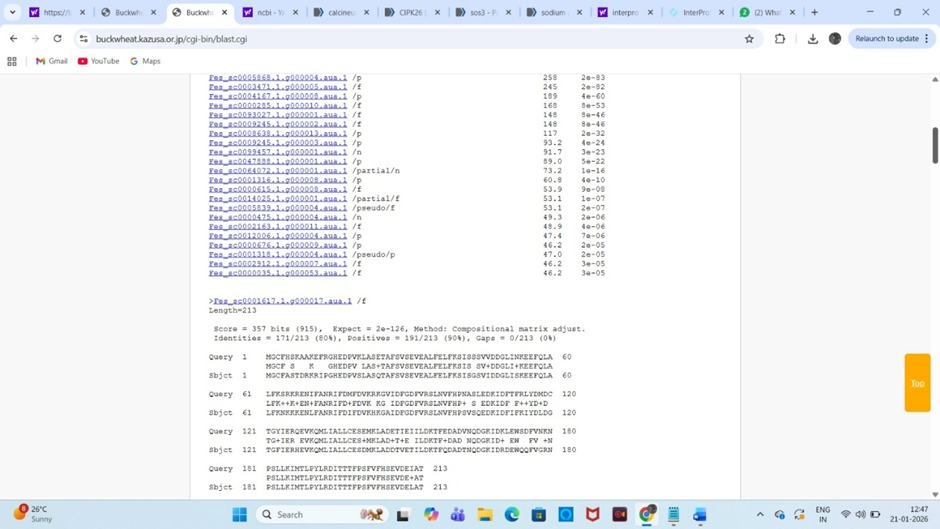 https://
Buckwhe
Buckwhe
ncbi - Ya
calcineur
CIPK26 [
sos3 - P
sodium
interpro
InterPro
(2) What
buckwheat.kazusa.or.jp/cgi-bin/blast.cgi
Relaunch to update
Gmail YouTube Maps
Fes_sc0005868.1.g000004.aua.1 /p 258 2e-83
Fes_sc0003471.1.g000005.aua.1 /f 245 2e-82
Fes_sc0004167.1.g000008.aua.1 /p 189 4e-60
Fes_sc0000285.1.g000010.aua.1 /f 168 8e-53
Fes_sc0093027.1.g000001.aua.1 /f 148 8e-46
Fes_sc0009245.1.g000002.aua.1 /f 148 8e-46
Fes_sc0008638.1.g000013.aua.1 /p 117 2e-32
Fes_sc0009245.1.g000003.aua.1 /p 93.2 4e-24
Fes_sc0099457.1.g000001.aua.1 /n 91.7 3e-23
Fes_sc0047888.1.g000001.aua.1 /p 89.0 5e-22
Fes_sc0064072.1.g000001.aua.1 /partial/n 73.2 1e-16
Fes_sc0001316.1.g000008.aua.1 /p 60.8 4e-10
Fes_sc0000615.1.g000008.aua.1 /f 53.9 9e-08
Fes_sc0014025.1.g000001.aua.1 /partial/f 53.1 1e-07
Fes_sc0005839.1.g000004.aua.1 /pseudo/f 53.1 2e-07
Fes_sc0000475.1.g000004.aua.1 /n 49.3 2e-06
Fes_sc0002163.1.g000011.aua.1 /f 48.9 4e-06
Fes_sc0012006.1.g000004.aua.1 /p 47.4 7e-06
Fes_sc0000676.1.g000009.aua.1 /p 46.2 2e-05
Fes_sc0001318.1.g000004.aua.1 /pseudo/p 47.0 2e-05
Fes_sc0002912.1.g000007.aua.1 /f 46.2 3e-05
Fes_sc0000035.1.g000053.aua.1 /f 46.2 3e-05
>Fes_sc0001617.1.g000017.aua.1 /f
Length=213
Score = 357 bits (915), Expect = 2e-126, Method: Compositional matrix adjust.
Identities = 171/213 (80%), Positives = 191/213 (90%), Gaps = 0/213 (0%)
Query 1 MGCFHSKAAKEFRGHEDPVKLASETAFSVSEVEALFELFKSISSSVVDDGLINKEEFQLA 60
MGCF S K GHEDPV LAS+TAFSVSEVEALFELFKSIS SV+DDGLI+KEEFQLA
Sbjct 1 MGCFASTDRKRIPGHEDPVLLASQTAFSVSEVEALFELFKSISGSVIDDGLISKEEFQLA 60
Query 61 LFKSRKRENIFANRIFDMFDVKRKGVIDFGDFVRSLNVFHPNASLEDKIDFTFRLYDMDC 120
LFK++K+EN+FANRIFD+FDVK KG IDFGDFVRSLNVFHP+ S EDKIDF F++YD+D
Sbjct 61 LFKNKKKENLFANRIFDLFDVKHKGAIDFGDFVRSLNVFHPSVSQEDKIDFIFKIYDLDG 120
Query 121 TGYIERQEVKQMLIALLCESEMKLADETIEIILDKTFEDADVNQDGKIDKLEWSDFVNKN 180
TG+IER EVKQMLIALLCES+MKLAD+T+E ILDKTF+DAD NQDGKID+ EW FV +N
Sbjct 121 TGFIERHEVKQMLIALLCESDMKLADDTVETILDKTFQDADTNQDGKIDRDEWQQFVGRN 180
Query 181 PSLLKIMTLPYLRDITTTFPSFVFHSEVDEIAT 213
PSLLKIMTLPYLRDITTTFPSFVFHSEVDE+AT
Sbjct 181 PSLLKIMTLPYLRDITTTFPSFVFHSEVDELAT 213
Top
26°C
Sunny
Search
ENG
IN
12:47
21-01-2026